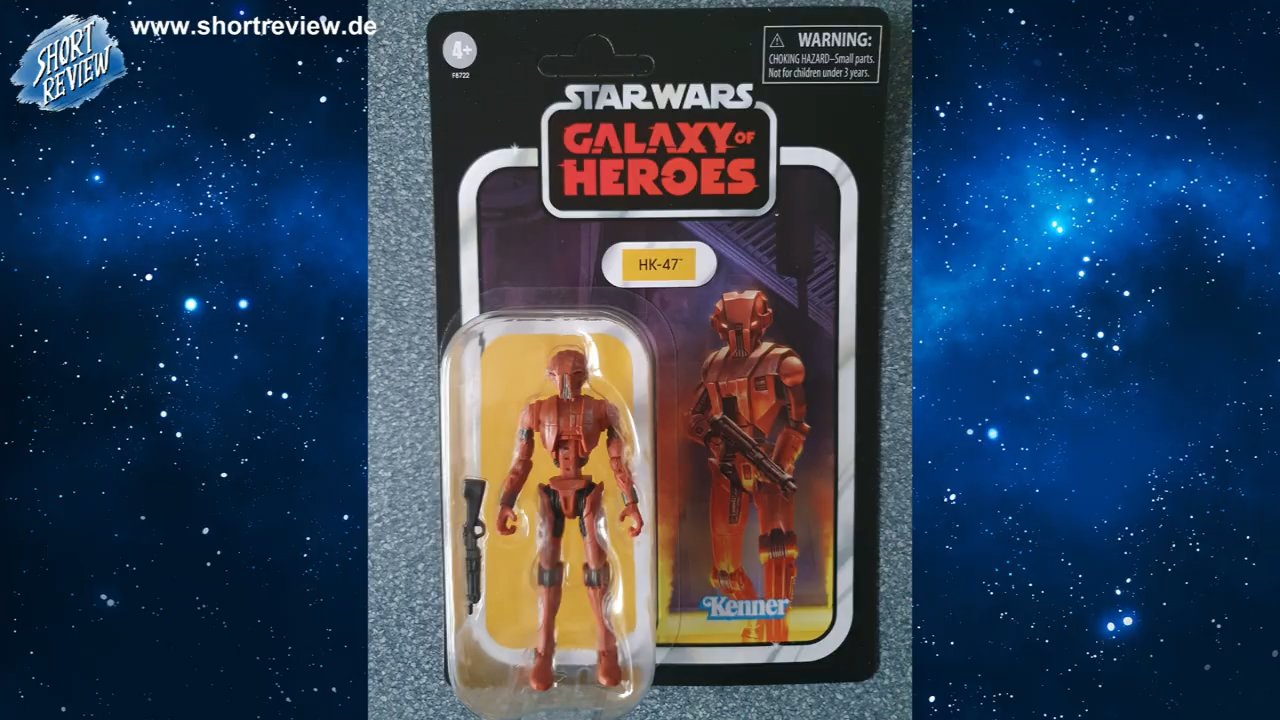 SHORT
REVIEW
www.shortreview.de
4+
F8722
WARNING:
CHOKING HAZARD–Small parts.
Not for children under 3 years.
STAR WARS
GALAXY OF
HEROES
HK-47™
Kenner